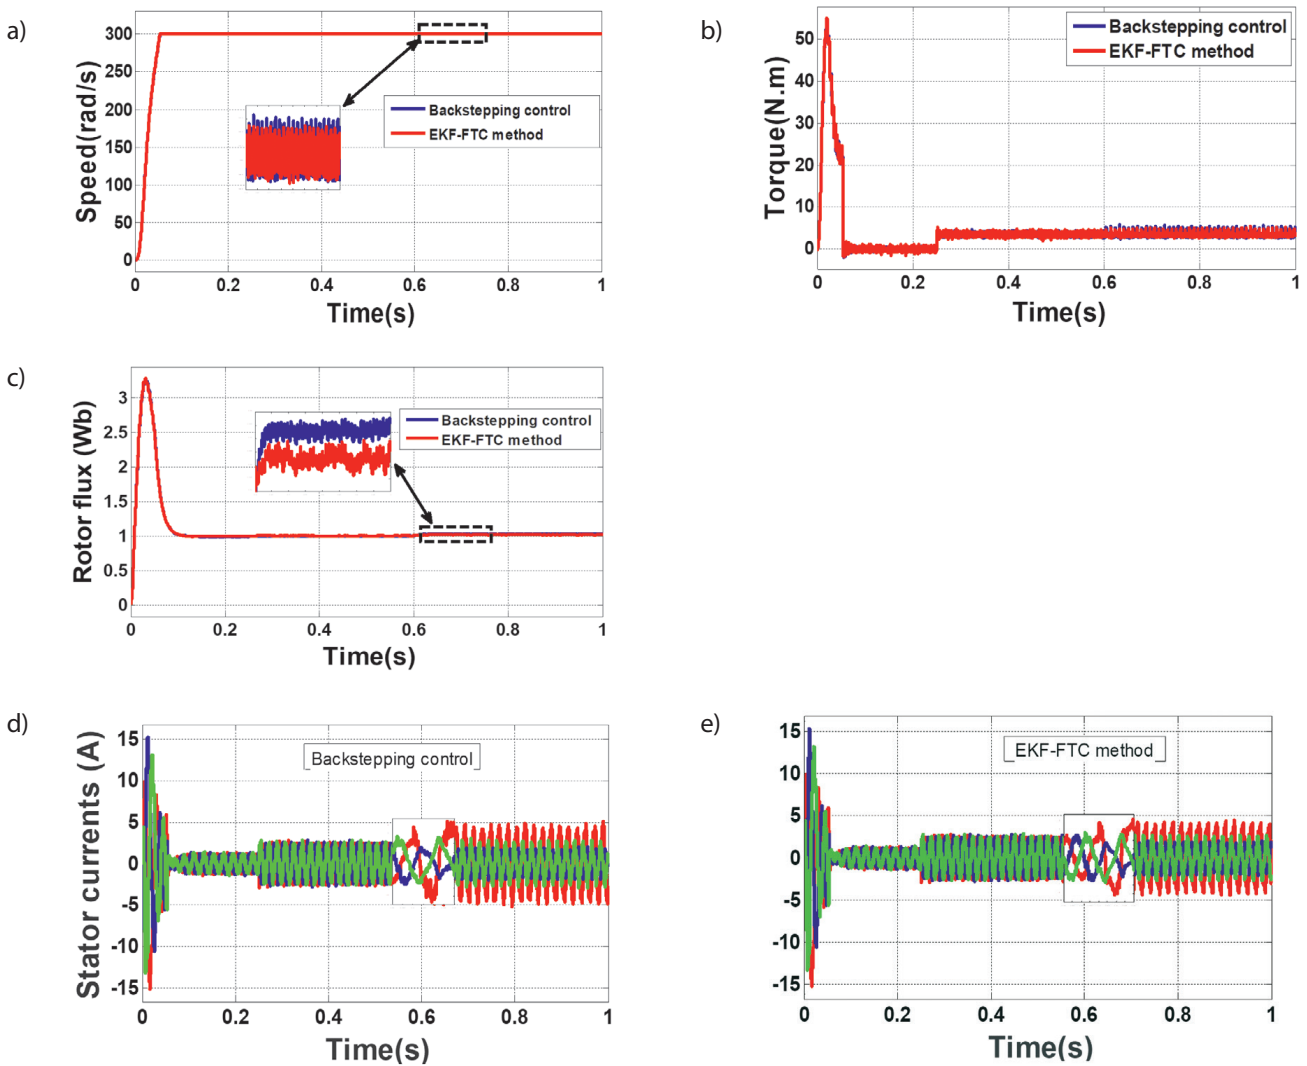 a)
300
250
200
150
100
50
0
Speed(rad/s)
Backstepping control
EKF-FTC method
0 0.2 0.4 0.6 0.8 1
Time(s)
b)
50
40
30
20
10
0
Torque(N.m)
Backstepping control
EKF-FTC method
0 0.2 0.4 0.6 0.8 1
Time(s)
c)
3
2.5
2
1.5
1
0.5
0
Rotor flux (Wb)
Backstepping control
EKF-FTC method
0 0.2 0.4 0.6 0.8 1
Time(s)
d)
15
10
5
0
-5
-10
-15
Stator currents (A)
Backstepping control
0 0.2 0.4 0.6 0.8 1
Time(s)
e)
15
10
5
0
-5
-10
-15
EKF-FTC method
0 0.2 0.4 0.6 0.8 1
Time(s)